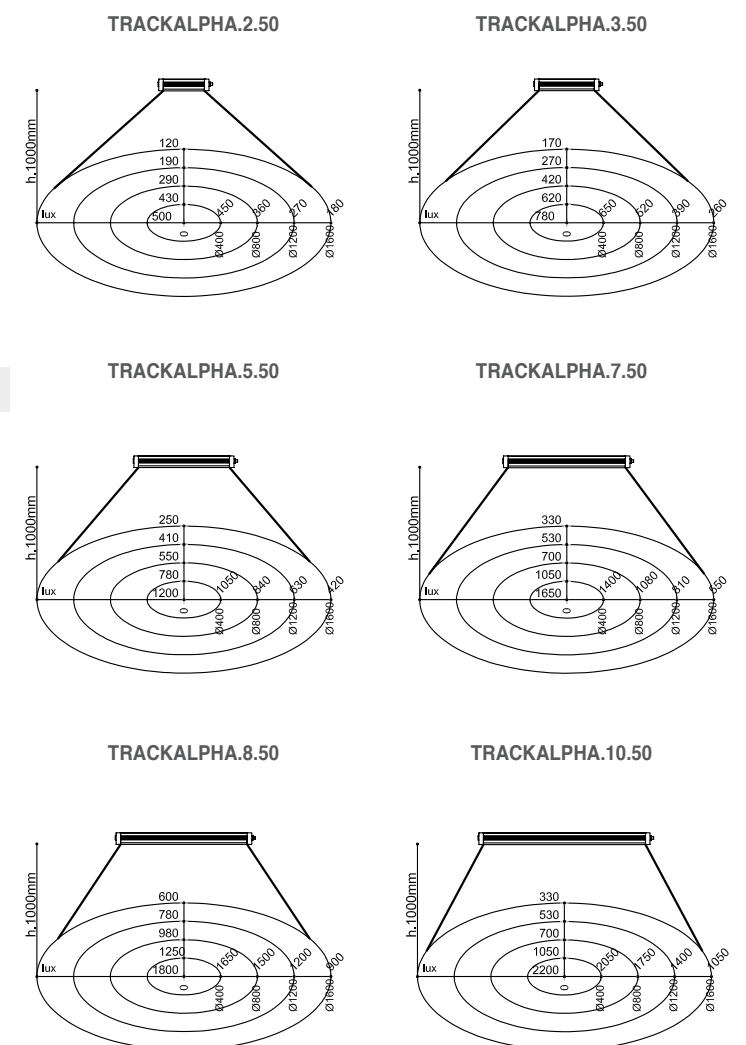 TRACKALPHA.2.50
h.1000mm
120
190
290
430
500
lux
0
450
360
270
180
Ø400
Ø800
Ø1200
Ø1600
TRACKALPHA.3.50
h.1000mm
170
270
420
620
780
lux
0
650
520
390
260
Ø400
Ø800
Ø1200
Ø1600
TRACKALPHA.5.50
h.1000mm
250
410
550
780
1200
lux
0
1050
840
630
420
Ø400
Ø800
Ø1200
Ø1600
TRACKALPHA.7.50
h.1000mm
330
530
700
1050
1650
lux
0
1400
1080
810
550
Ø400
Ø800
Ø1200
Ø1600
TRACKALPHA.8.50
h.1000mm
600
780
980
1250
1800
lux
0
1650
1500
1200
900
Ø400
Ø800
Ø1200
Ø1600
TRACKALPHA.10.50
h.1000mm
330
530
700
1050
2200
lux
0
2050
1750
1400
1050
Ø400
Ø800
Ø1200
Ø1600